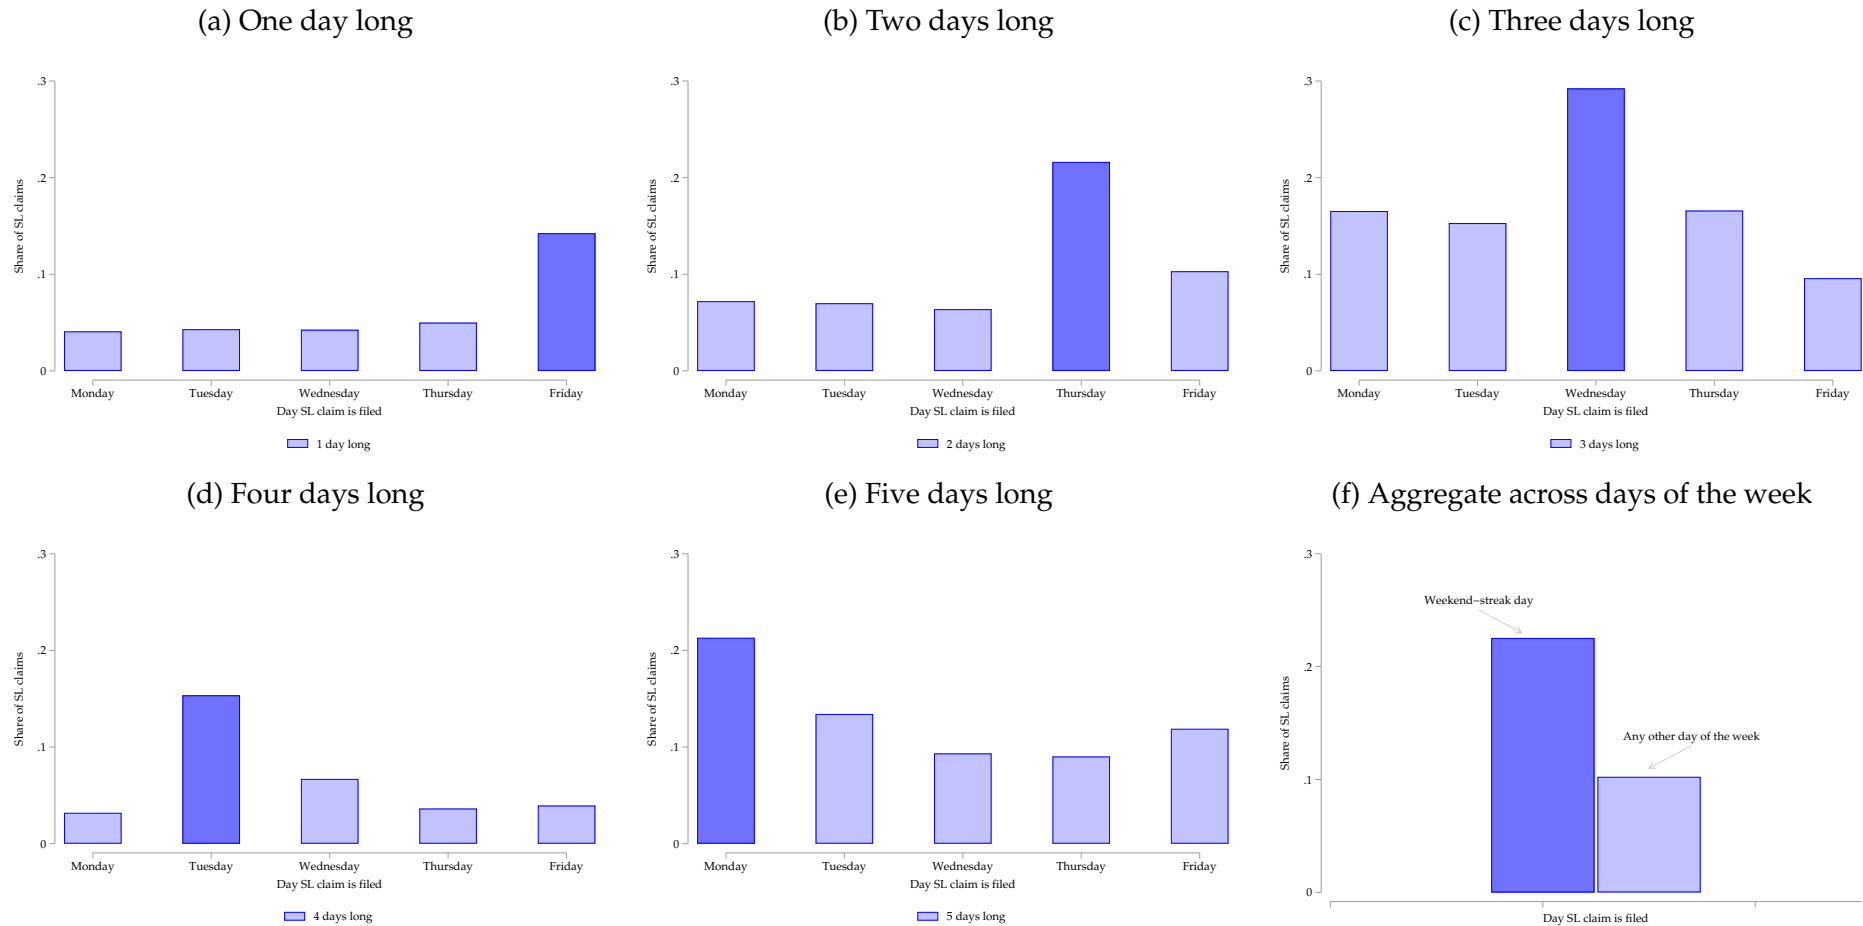 (a) One day long
.3
.2
.1
0
Share of SL claims
Monday Tuesday Wednesday Thursday Friday
Day SL claim is filed
1 day long
(b) Two days long
.3
.2
.1
0
Share of SL claims
Monday Tuesday Wednesday Thursday Friday
Day SL claim is filed
2 days long
(c) Three days long
.3
.2
.1
0
Share of SL claims
Monday Tuesday Wednesday Thursday Friday
Day SL claim is filed
3 days long
(d) Four days long
.3
.2
.1
0
Share of SL claims
Monday Tuesday Wednesday Thursday Friday
Day SL claim is filed
4 days long
(e) Five days long
.3
.2
.1
0
Share of SL claims
Monday Tuesday Wednesday Thursday Friday
Day SL claim is filed
5 days long
(f) Aggregate across days of the week
.3
.2
.1
0
Share of SL claims
Weekend−streak day
Any other day of the week
Day SL claim is filed